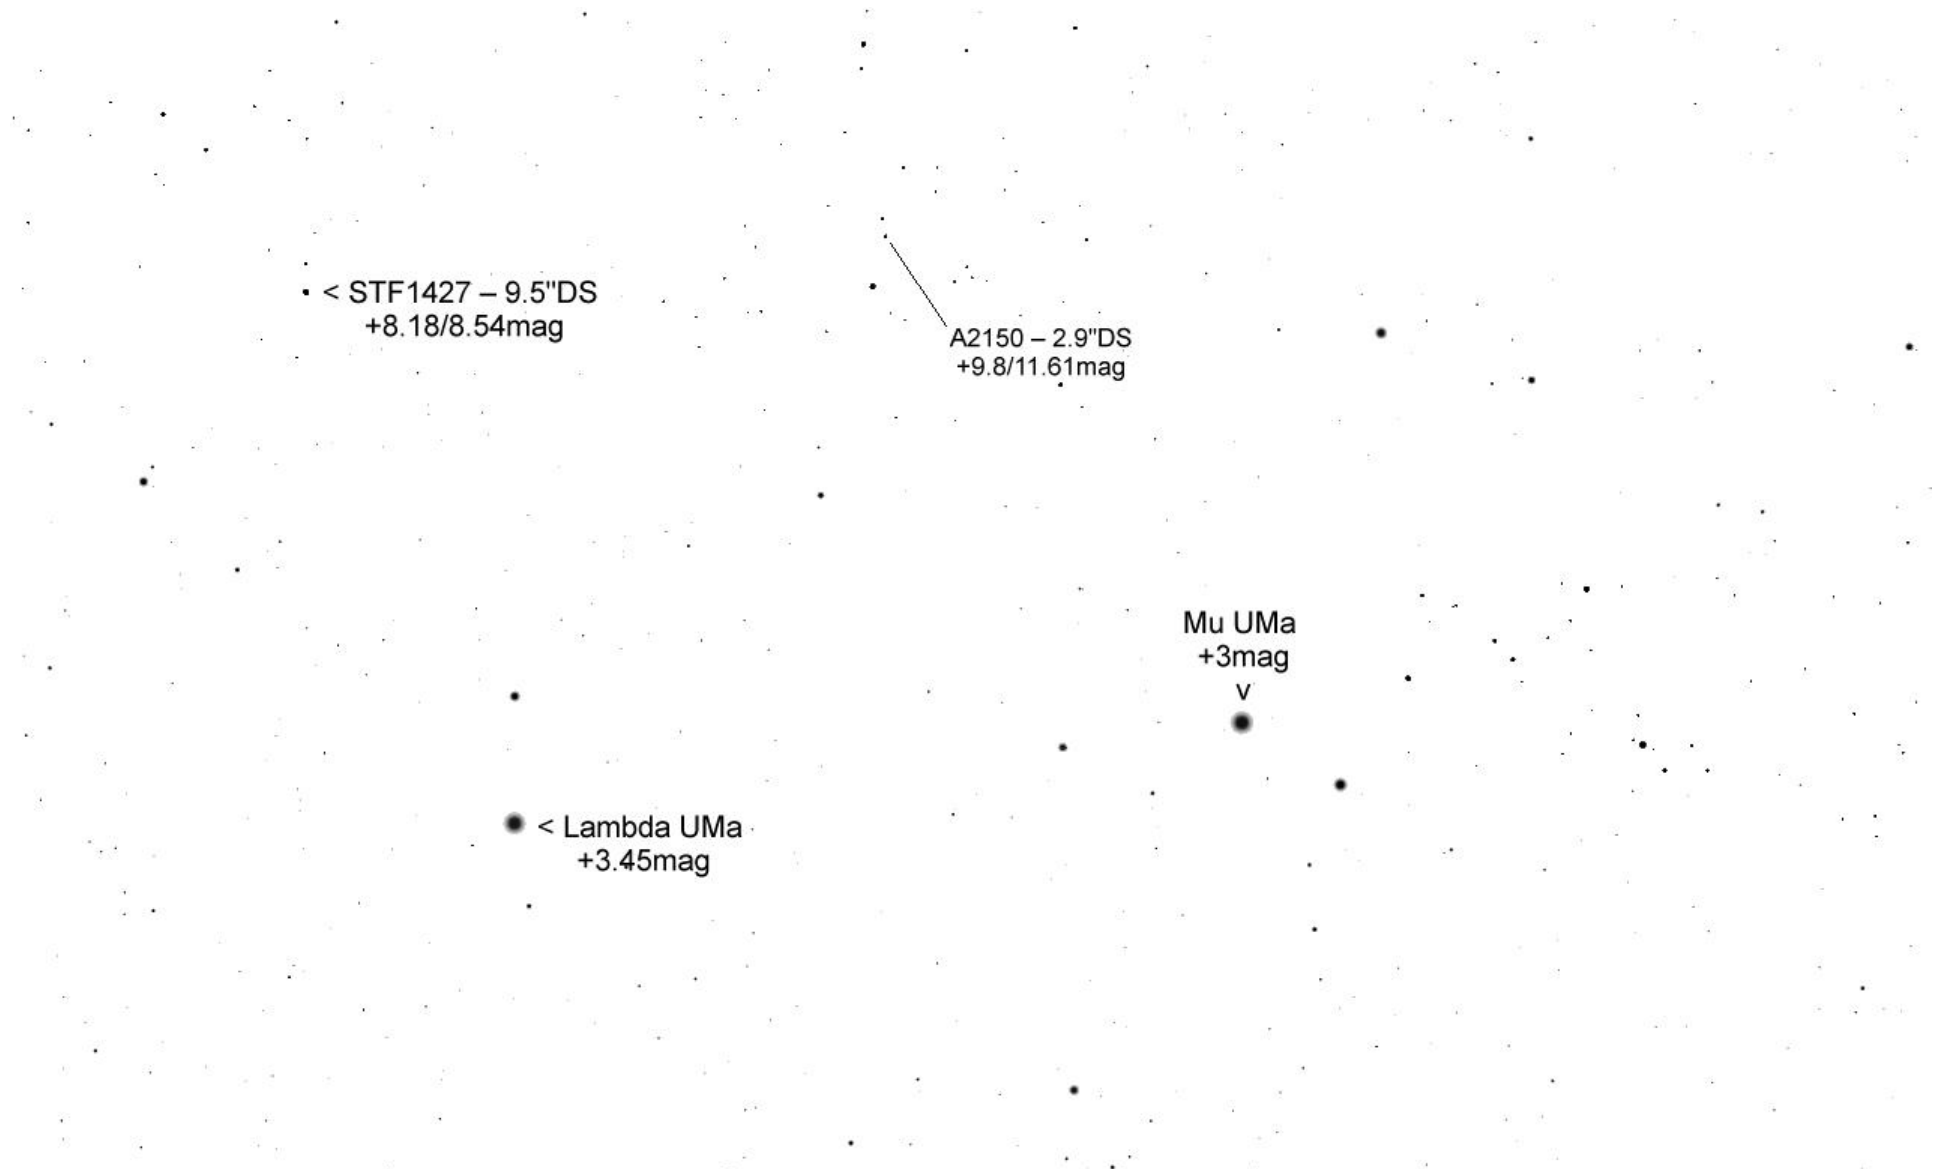 < STF1427 – 9.5"DS
+8.18/8.54mag
A2150 – 2.9"DS
+9.8/11.61mag
Mu UMa
+3mag
v
< Lambda UMa
+3.45mag